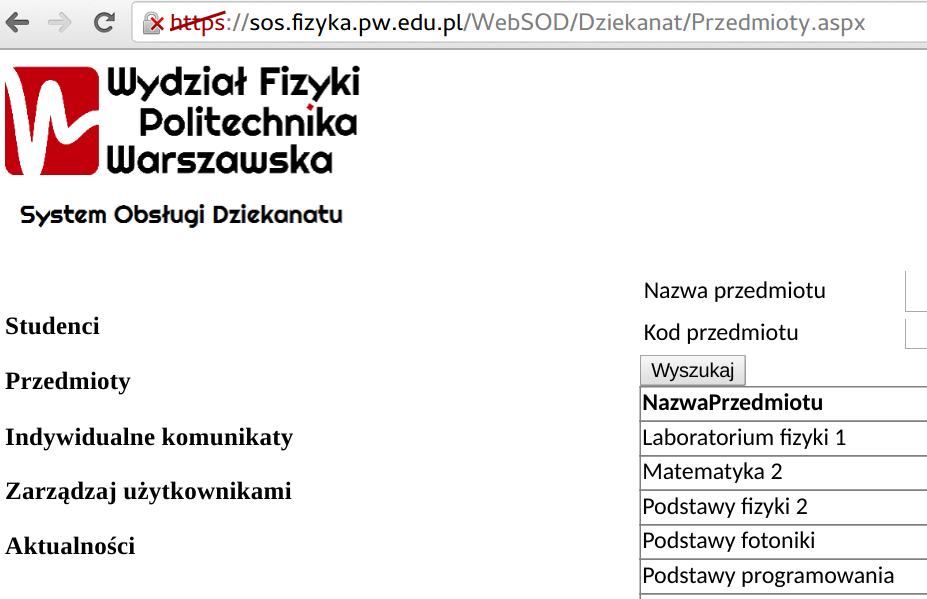 https://sos.fizyka.pw.edu.pl/WebSOD/Dziekanat/Przedmioty.aspx
Wydział Fizyki
Politechnika
Warszawska
System Obsługi Dziekanatu
Studenci
Przedmioty
Indywidualne komunikaty
Zarządzaj użytkownikami
Aktualności
Nazwa przedmiotu
Kod przedmiotu
Wyszukaj
NazwaPrzedmiotu
Laboratorium fizyki 1
Matematyka 2
Podstawy fizyki 2
Podstawy fotoniki
Podstawy programowania